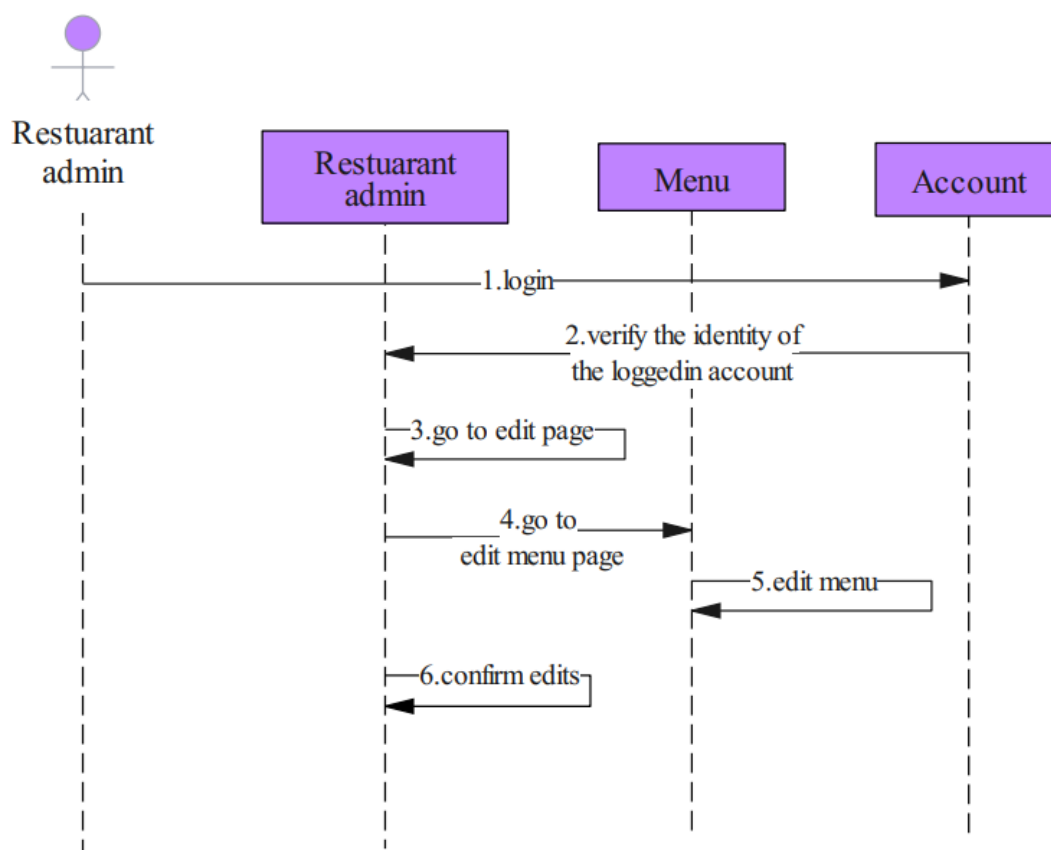 Restuarant
admin
Restuarant
admin
Menu
Account
1.login
2.verify the identity of
the loggedin account
3.go to edit page
4.go to
edit menu page
5.edit menu
6.confirm edits